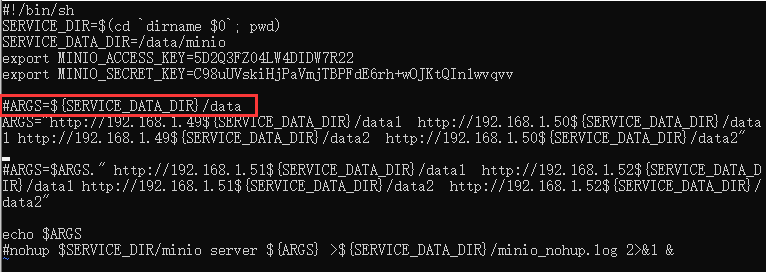 #!/bin/sh
SERVICE_DIR=$(cd `dirname $0`; pwd)
SERVICE_DATA_DIR=/data/minio
export MINIO_ACCESS_KEY=5D2Q3FZ04LW4DIDW7R22
export MINIO_SECRET_KEY=C98uUVskiHjPaVmjTBPFdE6rh+wOJKtQIn1wvqvv
#ARGS=${SERVICE_DATA_DIR}/data
ARGS="http://192.168.1.49${SERVICE_DATA_DIR}/data1  http://192.168.1.50${SERVICE_DATA_DIR}/data
1 http://192.168.1.49${SERVICE_DATA_DIR}/data2  http://192.168.1.50${SERVICE_DATA_DIR}/data2"
#ARGS=$ARGS." http://192.168.1.51${SERVICE_DATA_DIR}/data1  http://192.168.1.52${SERVICE_DATA_D
IR}/data1 http://192.168.1.51${SERVICE_DATA_DIR}/data2  http://192.168.1.52${SERVICE_DATA_DIR}/
data2"
echo $ARGS
#nohup $SERVICE_DIR/minio server ${ARGS} >${SERVICE_DATA_DIR}/minio_nohup.log 2>&1 &
~